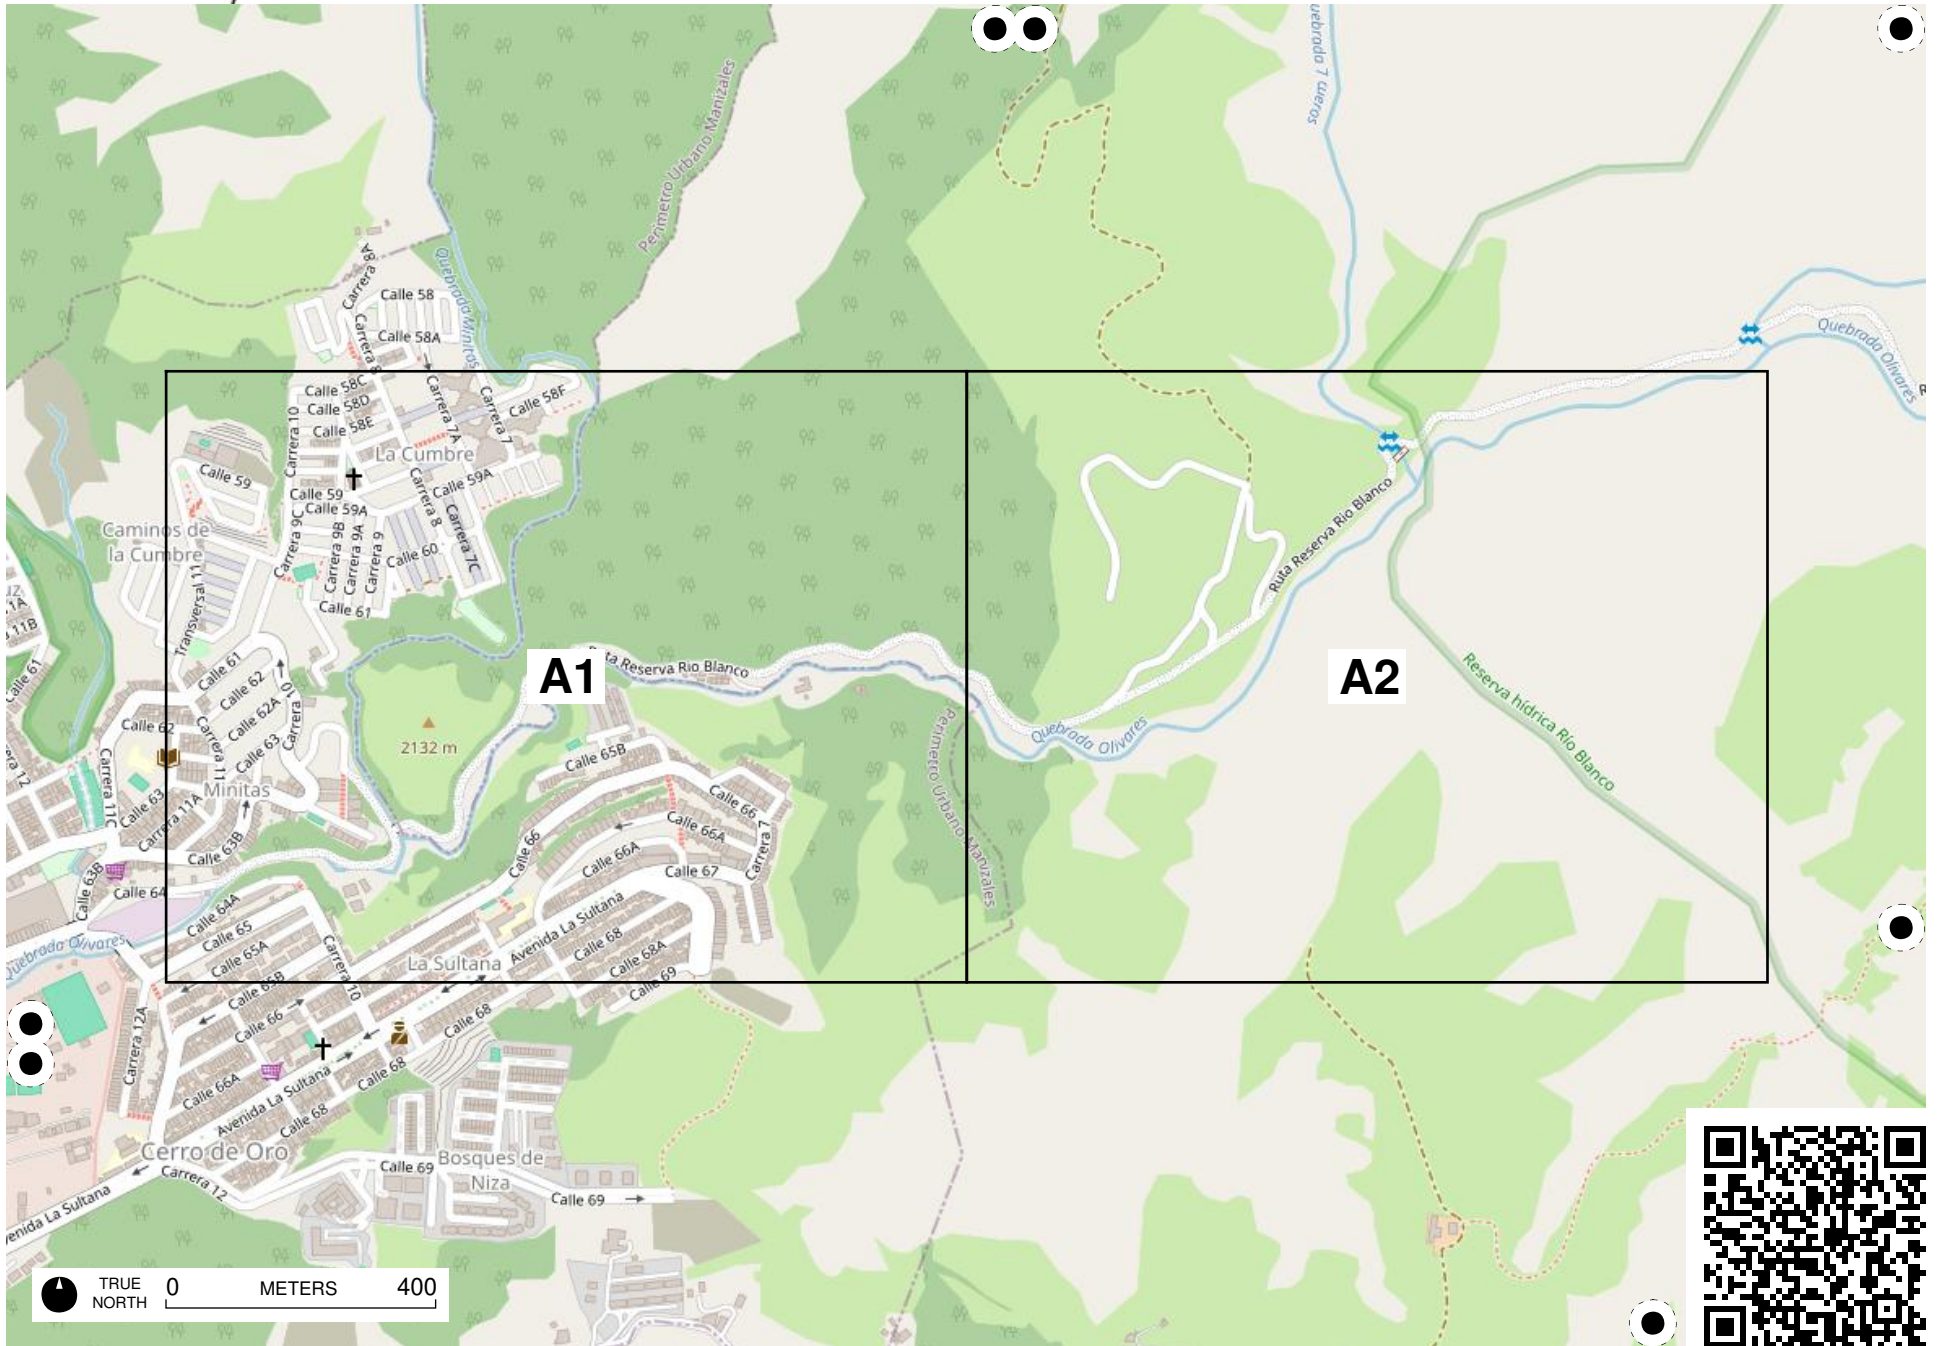 Quebrada 7 cueros
Perímetro Urbano Manizales
Carrera 8A
Quebrada Minitas
Calle 58
Carrera 8
Calle 58A
Quebrada Olivares
Calle 58C
Calle 58D
Calle 58E
Carrera 10
Carrera 7A
Carrera 7
Calle 58F
La Cumbre
Calle 59
Calle 59
Calle 59A
Calle 59A
Carrera 8
Carrera 7C
Caminos de
la Cumbre
Carrera 9C
Carrera 9B
Carrera 9A
Carrera 9
Calle 60
Calle 61
Transversal 11
Ruta Reserva Rio Blanco
11B
Calle 61
Calle 61
Calle 62
Calle 62A
Calle 63
Carrera 10
Carrera 11
A1
Ruta Reserva Rio Blanco
A2
Reserva hídrica Río Blanco
Calle 62
2132 m
Quebrada Olivares
Perímetro Urbano Manizales
Carrera 11C
Calle 63
Carrera 11A
Minitas
Calle 65B
Calle 66
Calle 66A
Calle 66A
Carrera 7
Calle 66
Calle 67
Calle 63B
Calle 63B
Calle 64
Calle 64A
Calle 65
Calle 65A
Calle 65B
Carrera 10
Quebrada Olivares
La Sultana
Avenida La Sultana
Calle 68
Calle 68A
Calle 69
Calle 66
Calle 68
Carrera 12A
Calle 66A
Avenida La Sultana
Calle 68
Calle 68
Cerro de Oro
Carrera 12
Calle 69
Bosques de
Niza
Calle 69
Avenida La Sultana
TRUE
NORTH
0 METERS 400